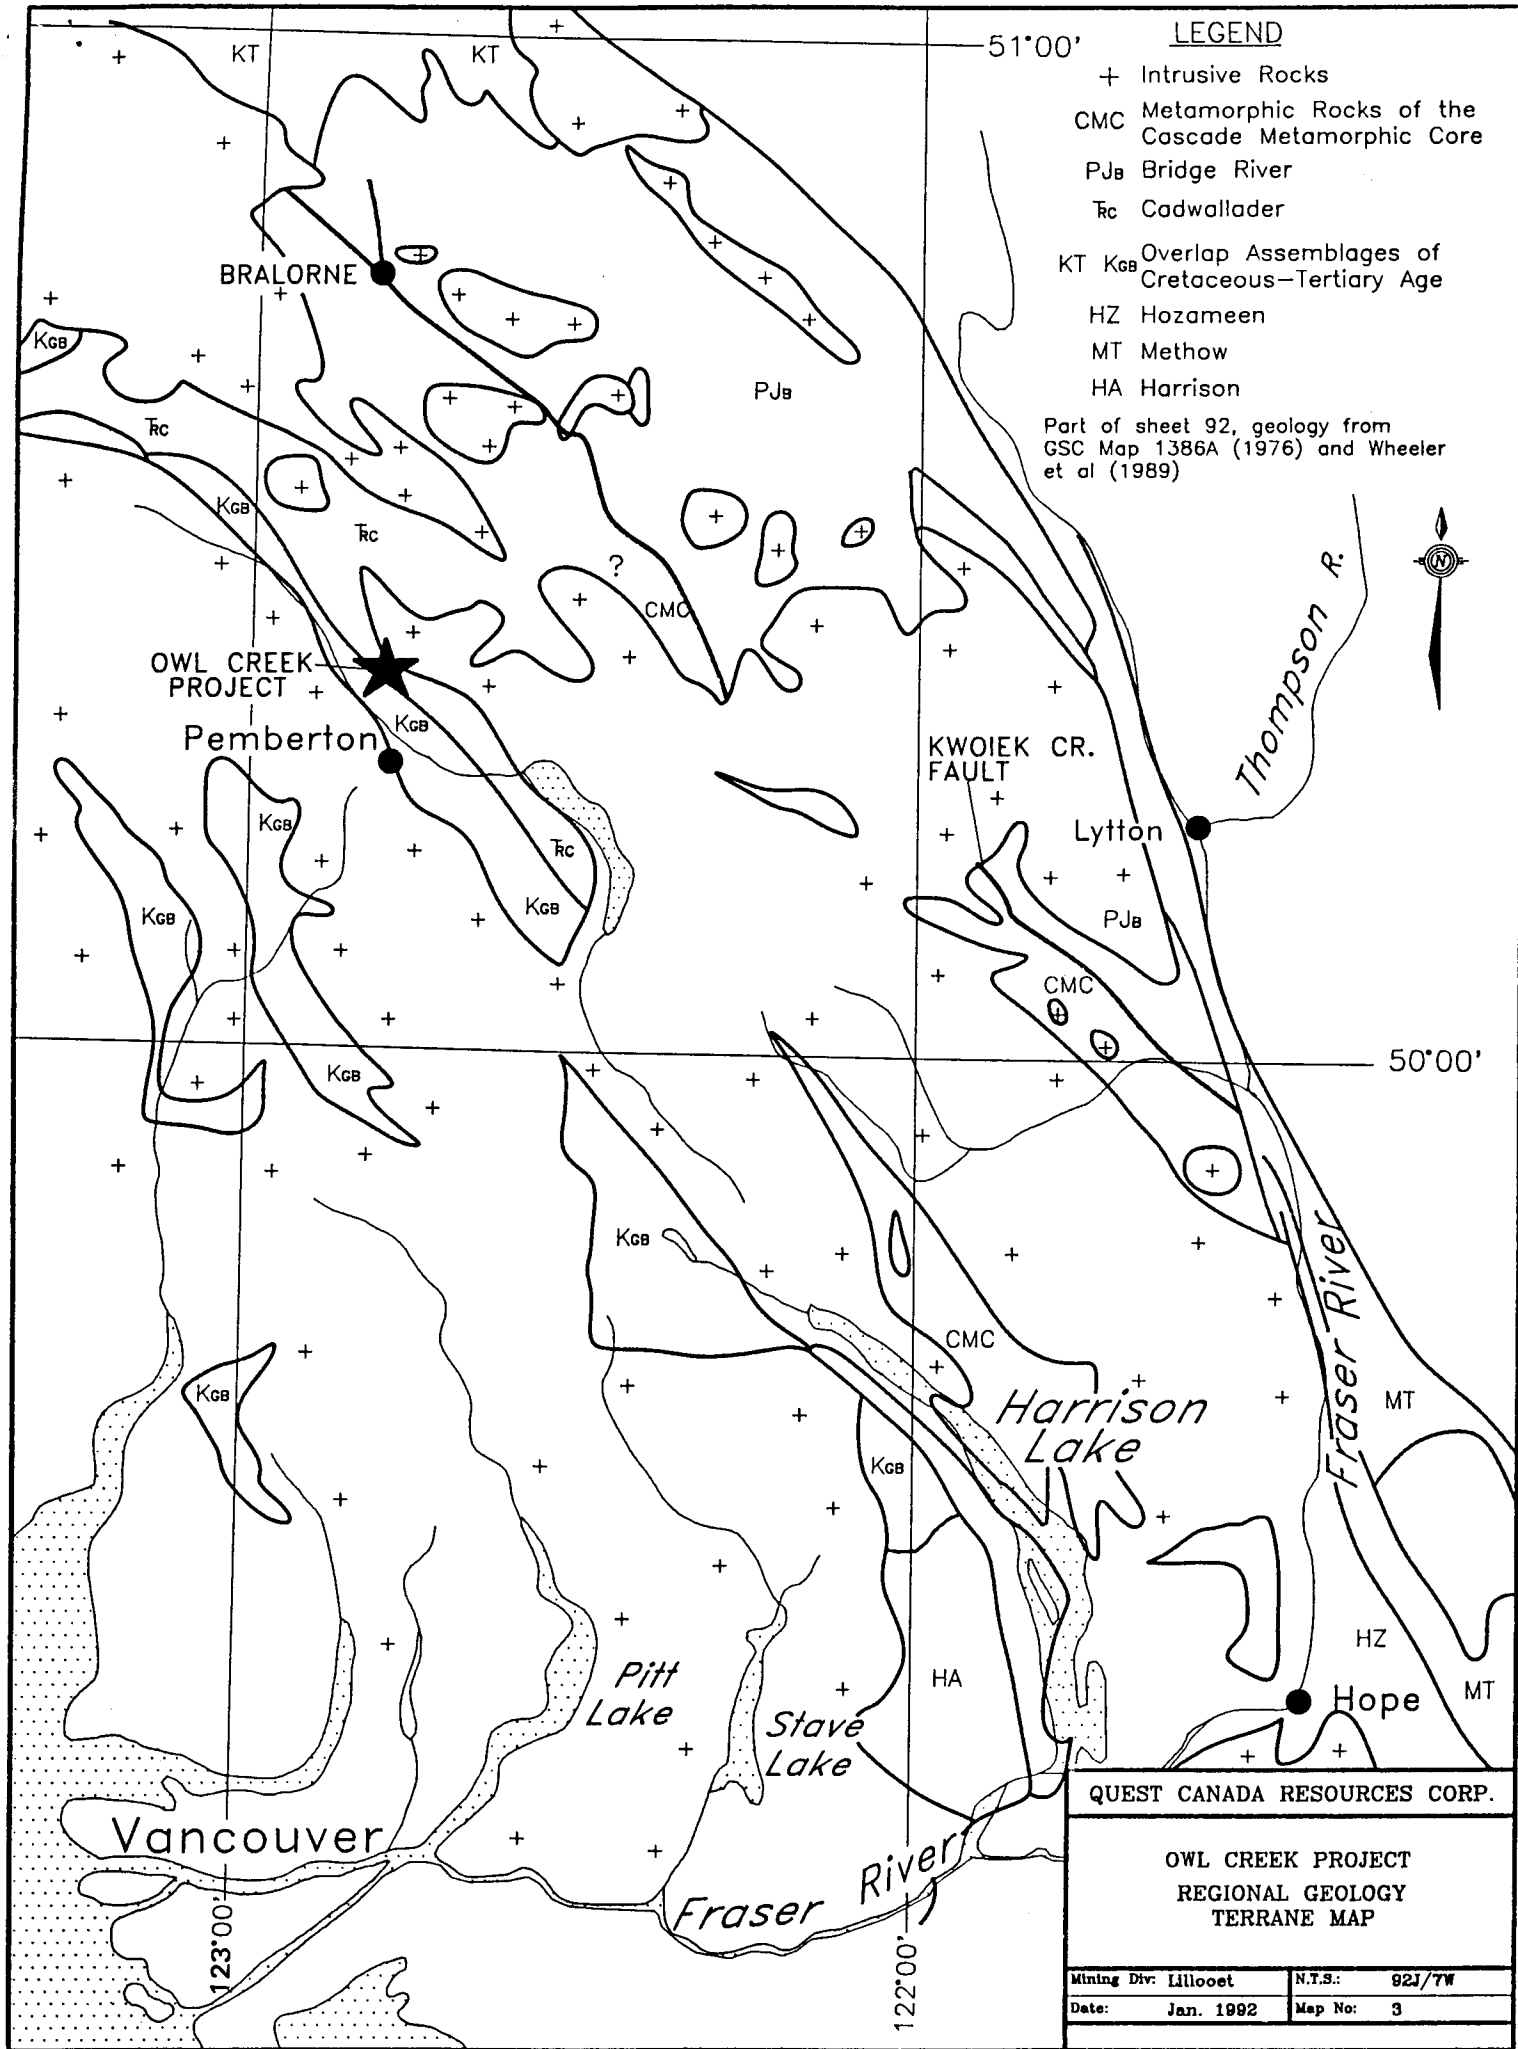 51°00'
LEGEND
+ Intrusive Rocks
CMC Metamorphic Rocks of the
Cascade Metamorphic Core
PJB Bridge River
TRC Cadwallader
KT KGB Overlap Assemblages of
Cretaceous-Tertiary Age
HZ Hozameen
MT Methow
HA Harrison
Part of sheet 92, geology from
GSC Map 1386A (1976) and Wheeler
et al (1989)
N
KT
KT
BRALORNE
KGB
PJB
TRC
KGB
TRC
?
CMC
Thompson R.
OWL CREEK
PROJECT
KGB
Pemberton
KWOIEK CR.
FAULT
Lytton
KGB
TRC
KGB
KGB
PJB
CMC
50°00'
KGB
KGB
Fraser River
CMC
KGB
MT
Harrison
Lake
KGB
HZ
HA
MT
Pitt
Lake
Stave
Lake
Hope
Vancouver
Fraser River
123°00'
122°00'
QUEST CANADA RESOURCES CORP.
OWL CREEK PROJECT
REGIONAL GEOLOGY
TERRANE MAP
Mining Div: Lillooet N.T.S.: 92J/7W
Date: Jan. 1992 Map No: 3